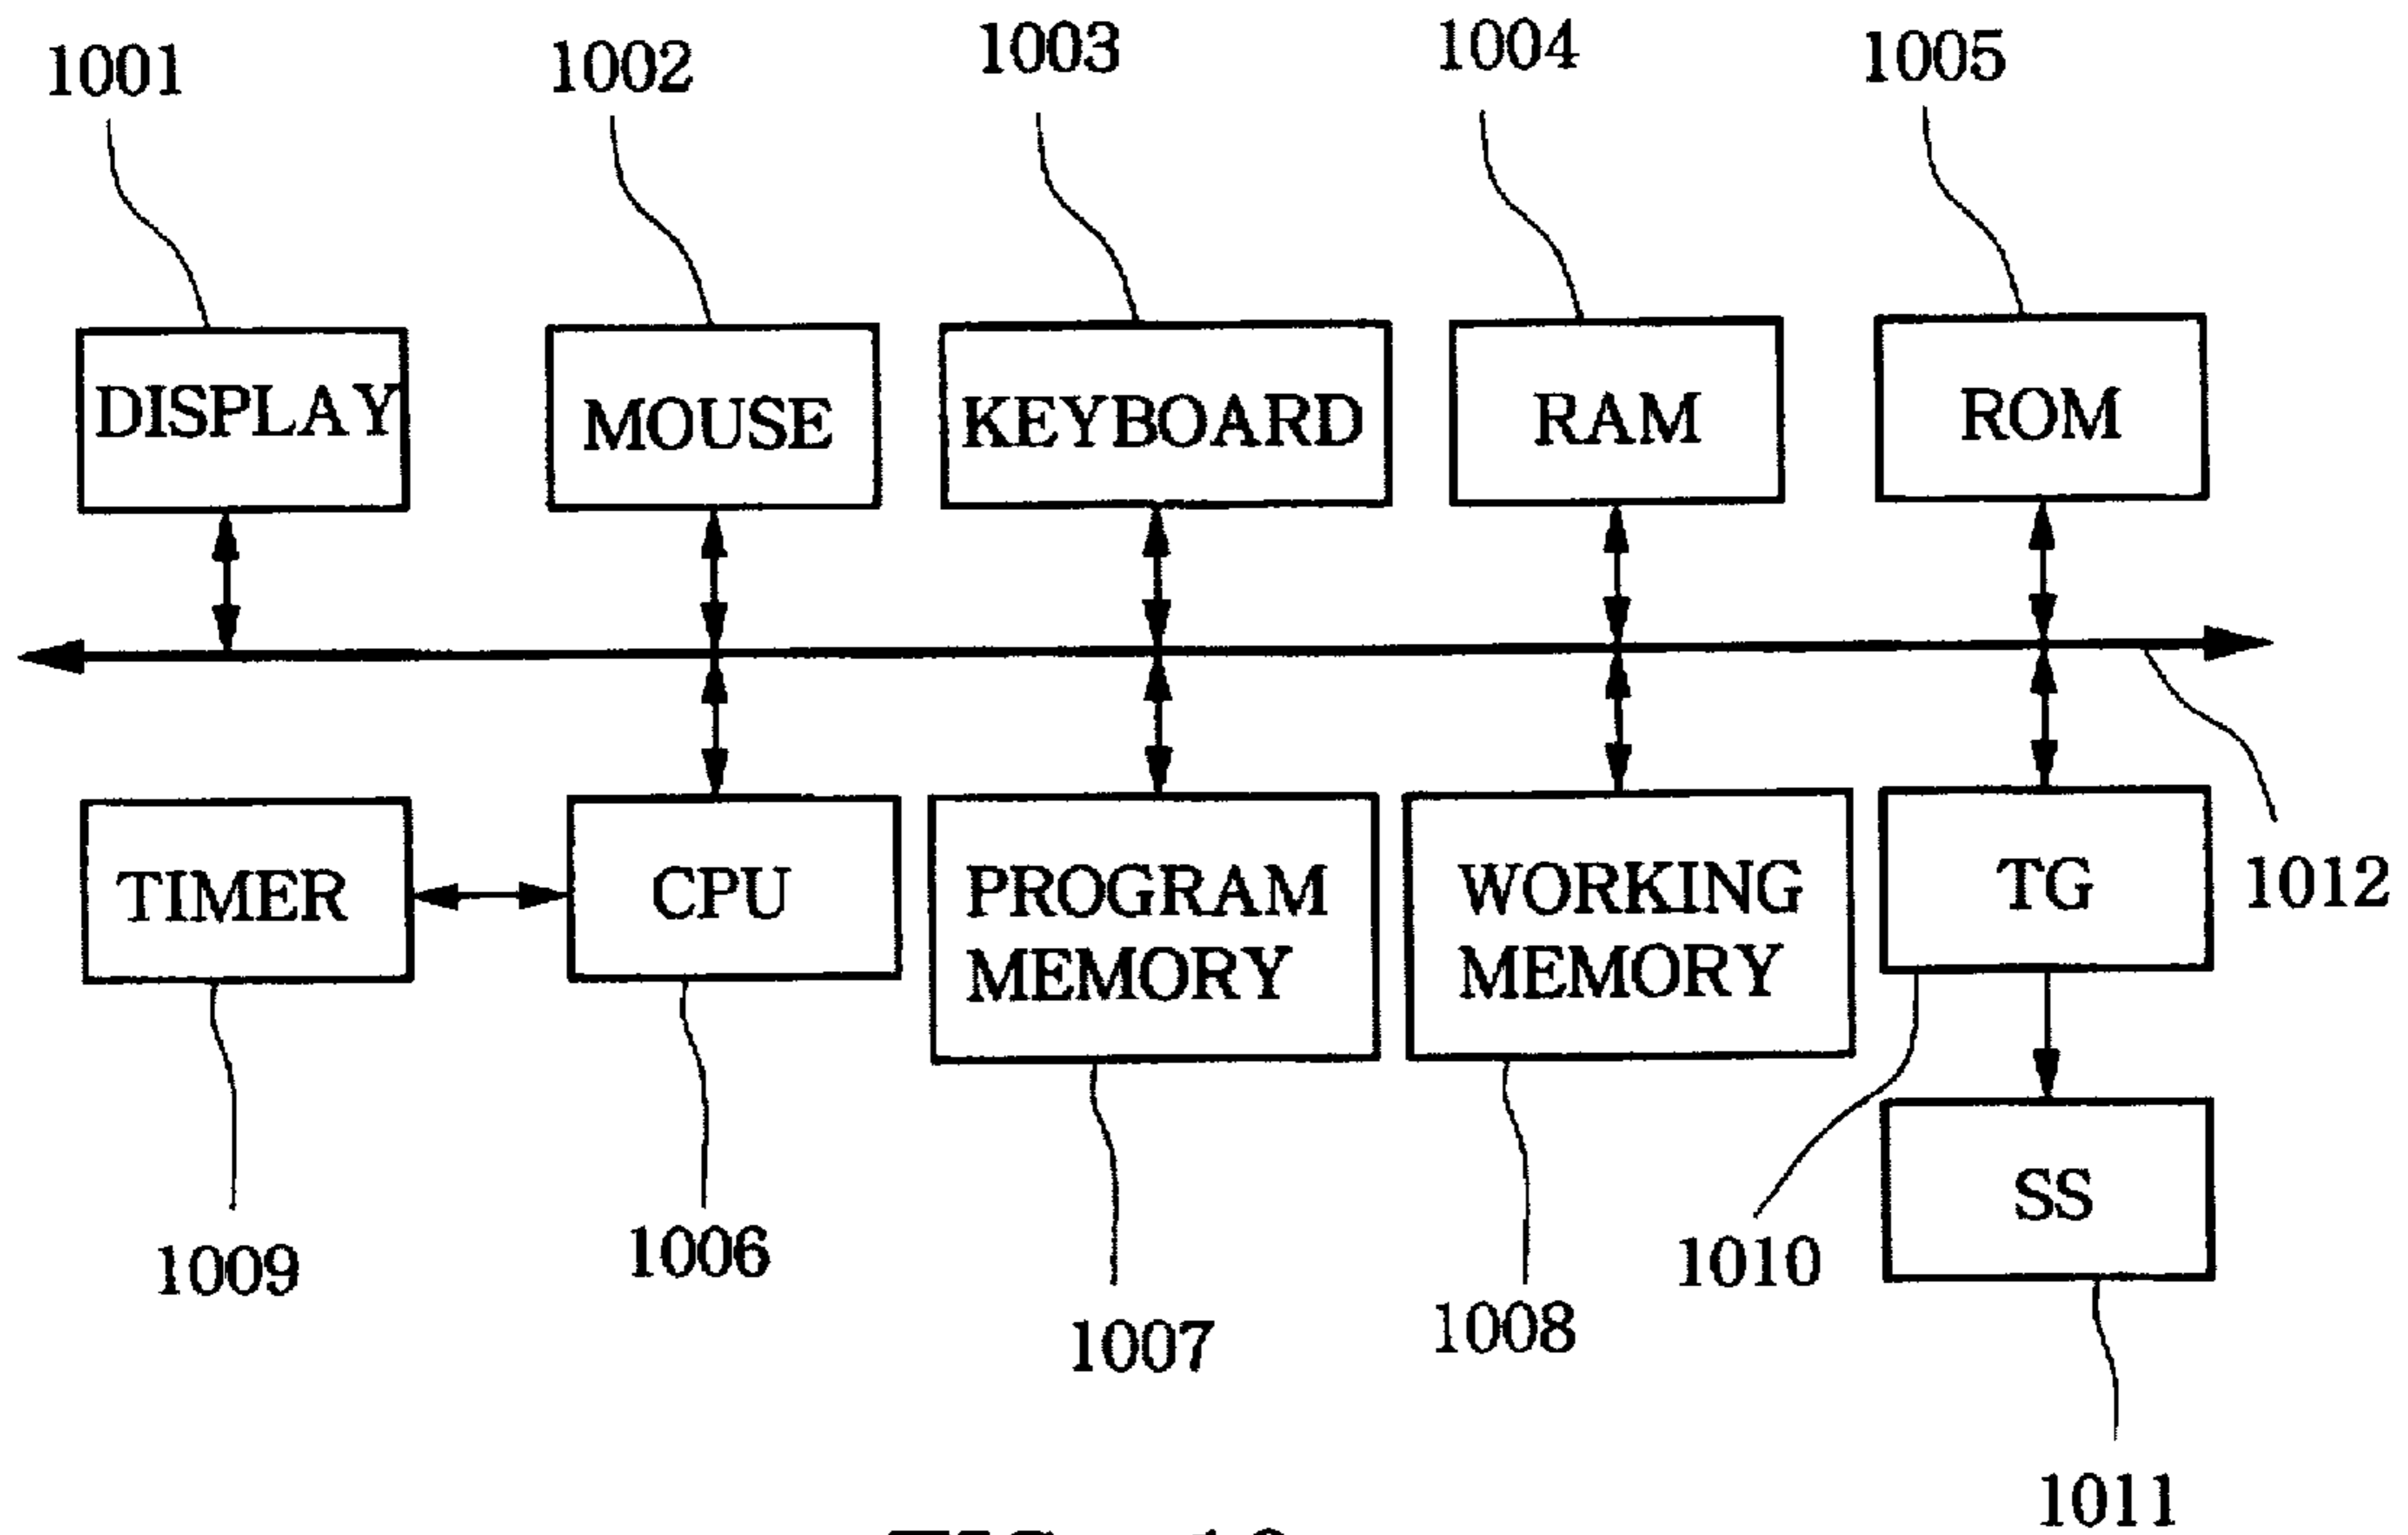 1001
1002
1003
1004
1005
DISPLAY
MOUSE
KEYBOARD
RAM
ROM
TIMER
CPU
PROGRAM
MEMORY
WORKING
MEMORY
TG
1012
SS
1009
1006
1007
1008
1010
1011